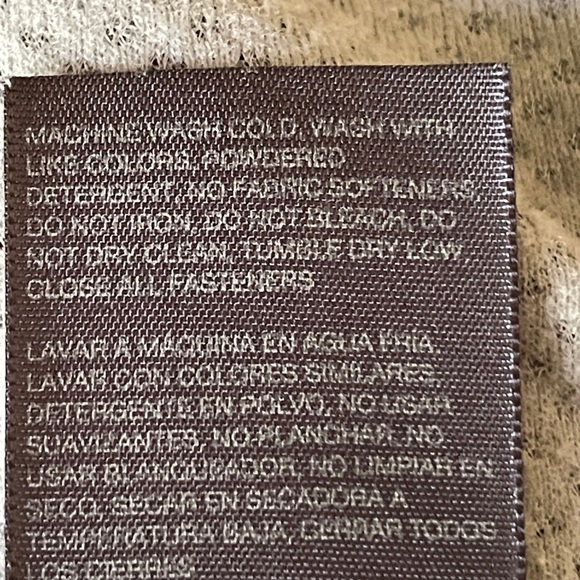 MACHINE WASH COLD, WASH WITH
LIKE COLORS, POWDERED
DETERGENT, NO FABRIC SOFTENERS,
DO NOT IRON, DO NOT BLEACH, DO
NOT DRY CLEAN, TUMBLE DRY LOW,
CLOSE ALL FASTENERS
LAVAR A MAQUINA EN AGUA FRIA,
LAVAR CON COLORES SIMILARES,
DETERGENTE EN POLVO, NO USAR
SUAVIZANTES, NO PLANCHAR, NO
USAR BLANQUEADOR, NO LIMPIAR EN
SECO, SECAR EN SECADORA A
TEMPERATURA BAJA, CERRAR TODOS
LOS CIERRES